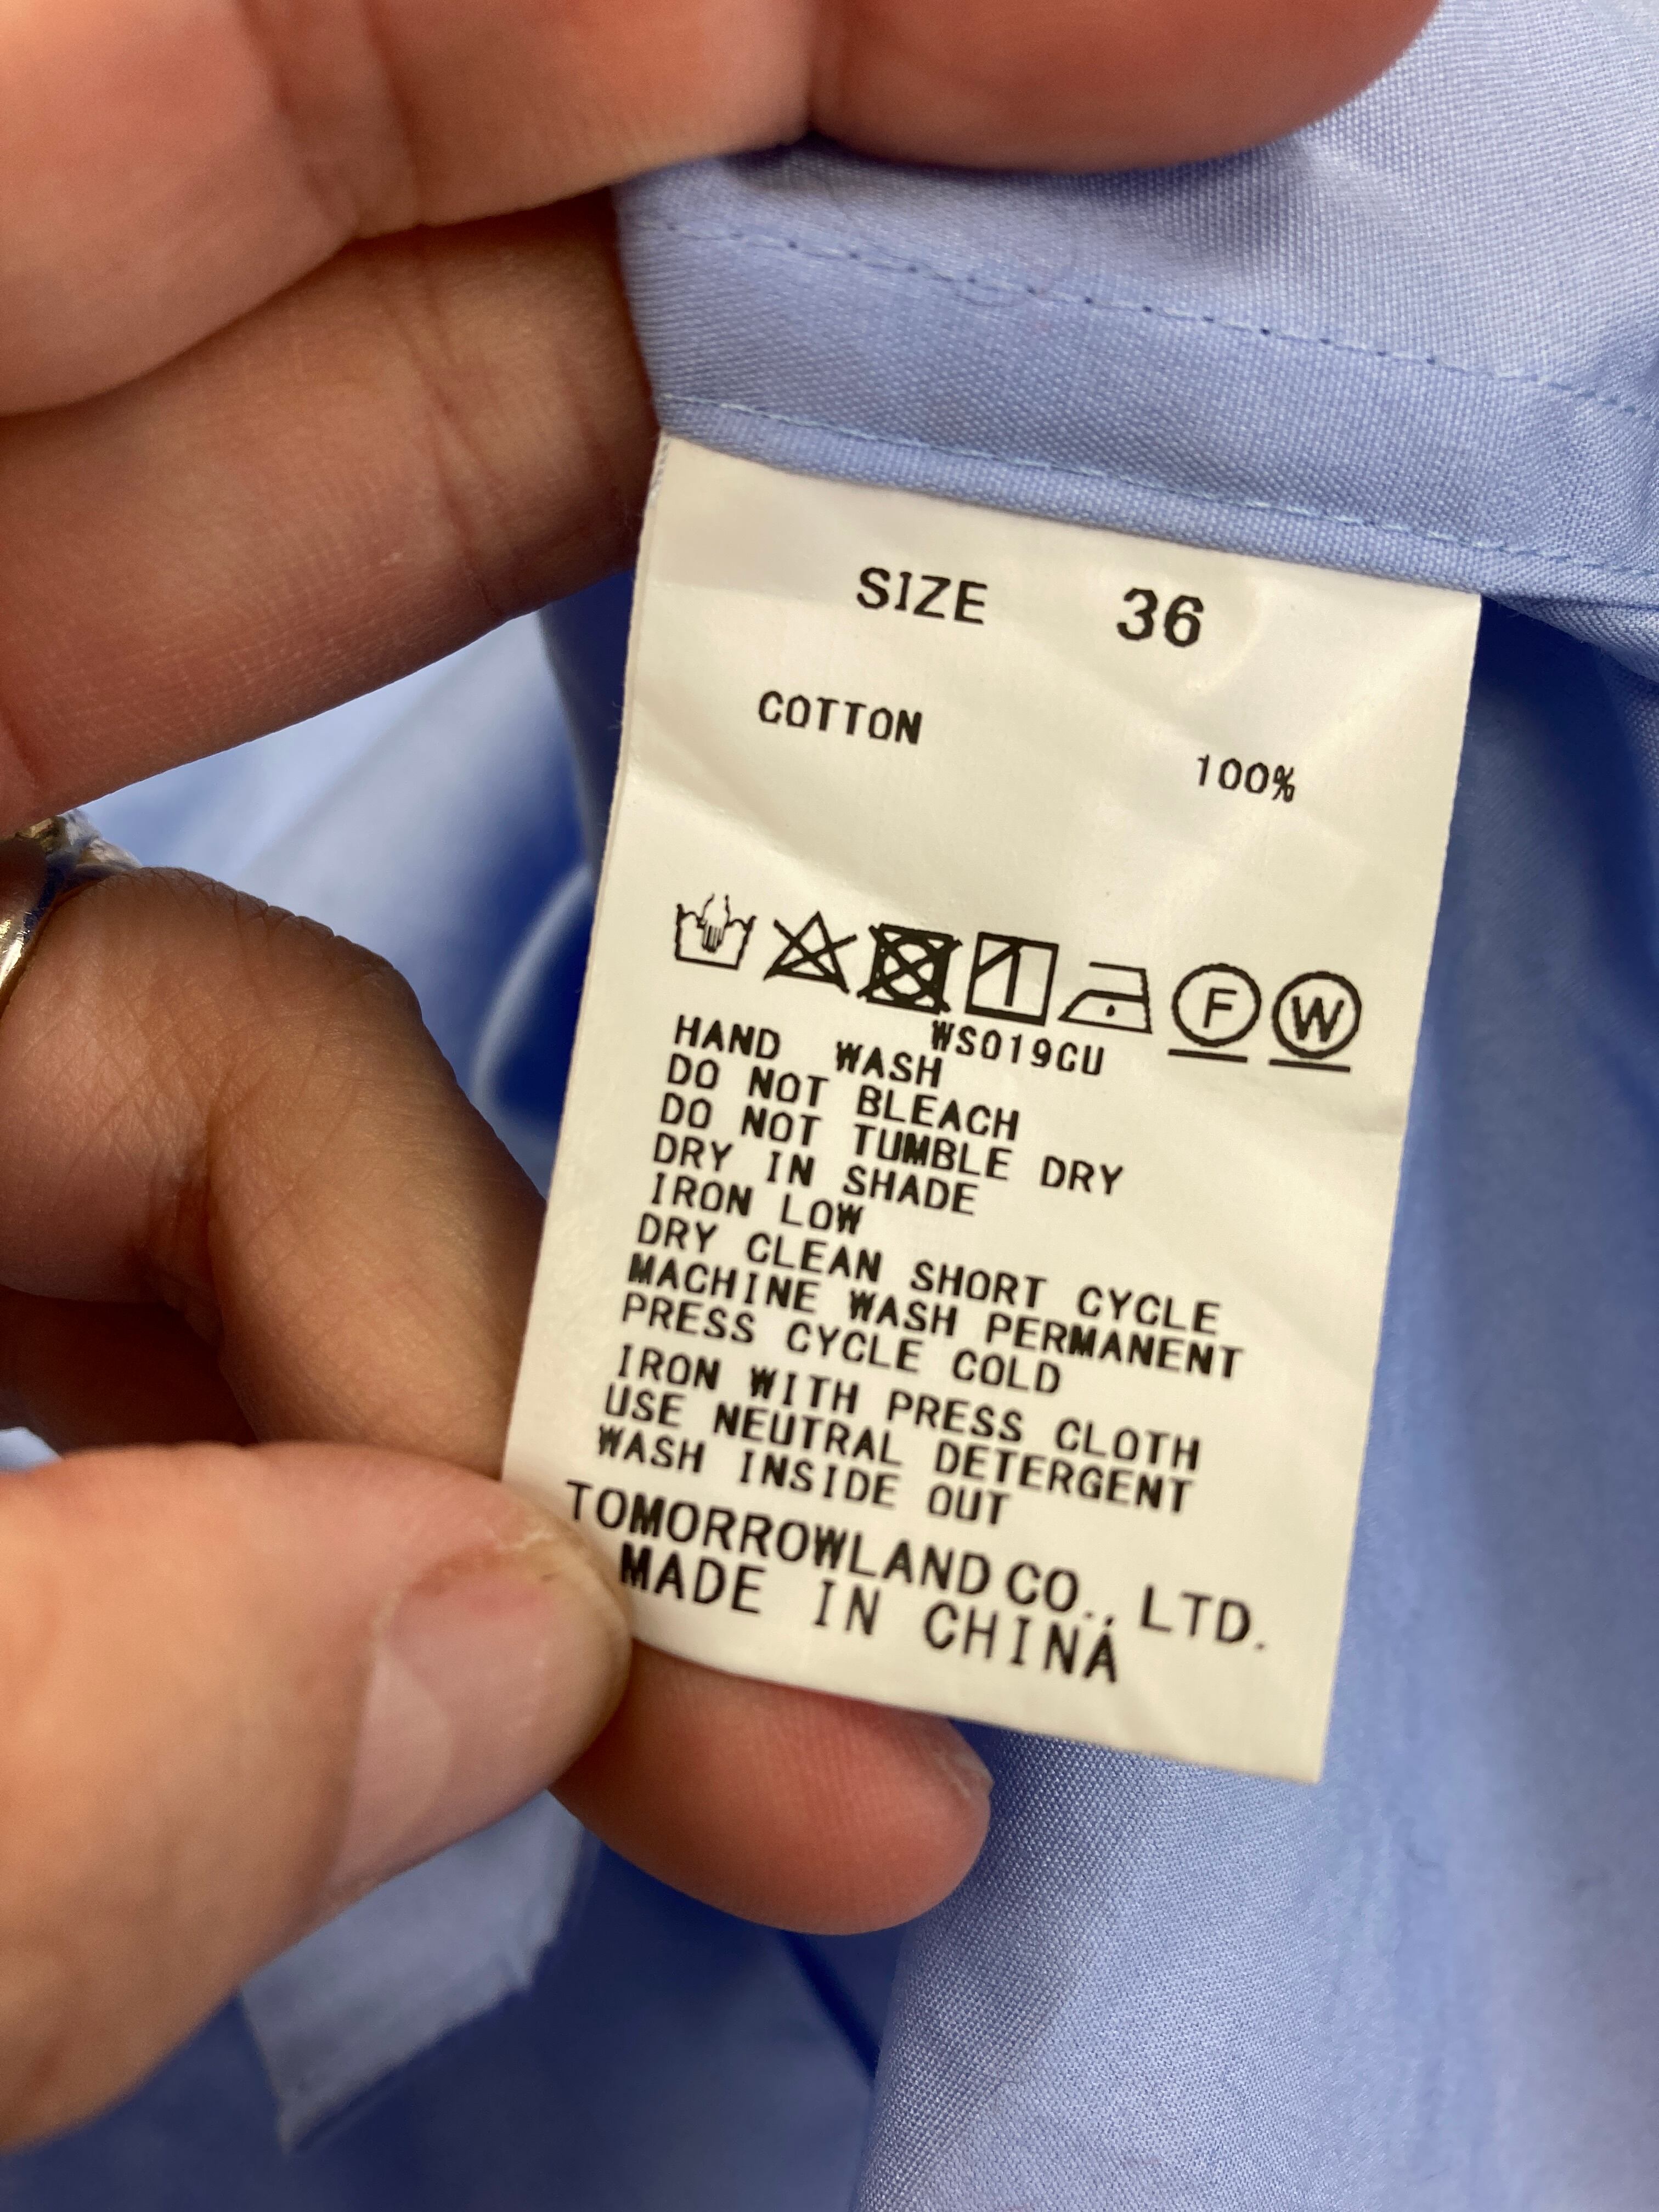 SIZE 36
COTTON
100%
F W
WS019CU
HAND WASH
DO NOT BLEACH
DO NOT TUMBLE DRY
DRY IN SHADE
IRON LOW
DRY CLEAN SHORT CYCLE
MACHINE WASH PERMANENT
PRESS CYCLE COLD
IRON WITH PRESS CLOTH
USE NEUTRAL DETERGENT
WASH INSIDE OUT
TOMORROWLAND CO., LTD.
MADE IN CHINA